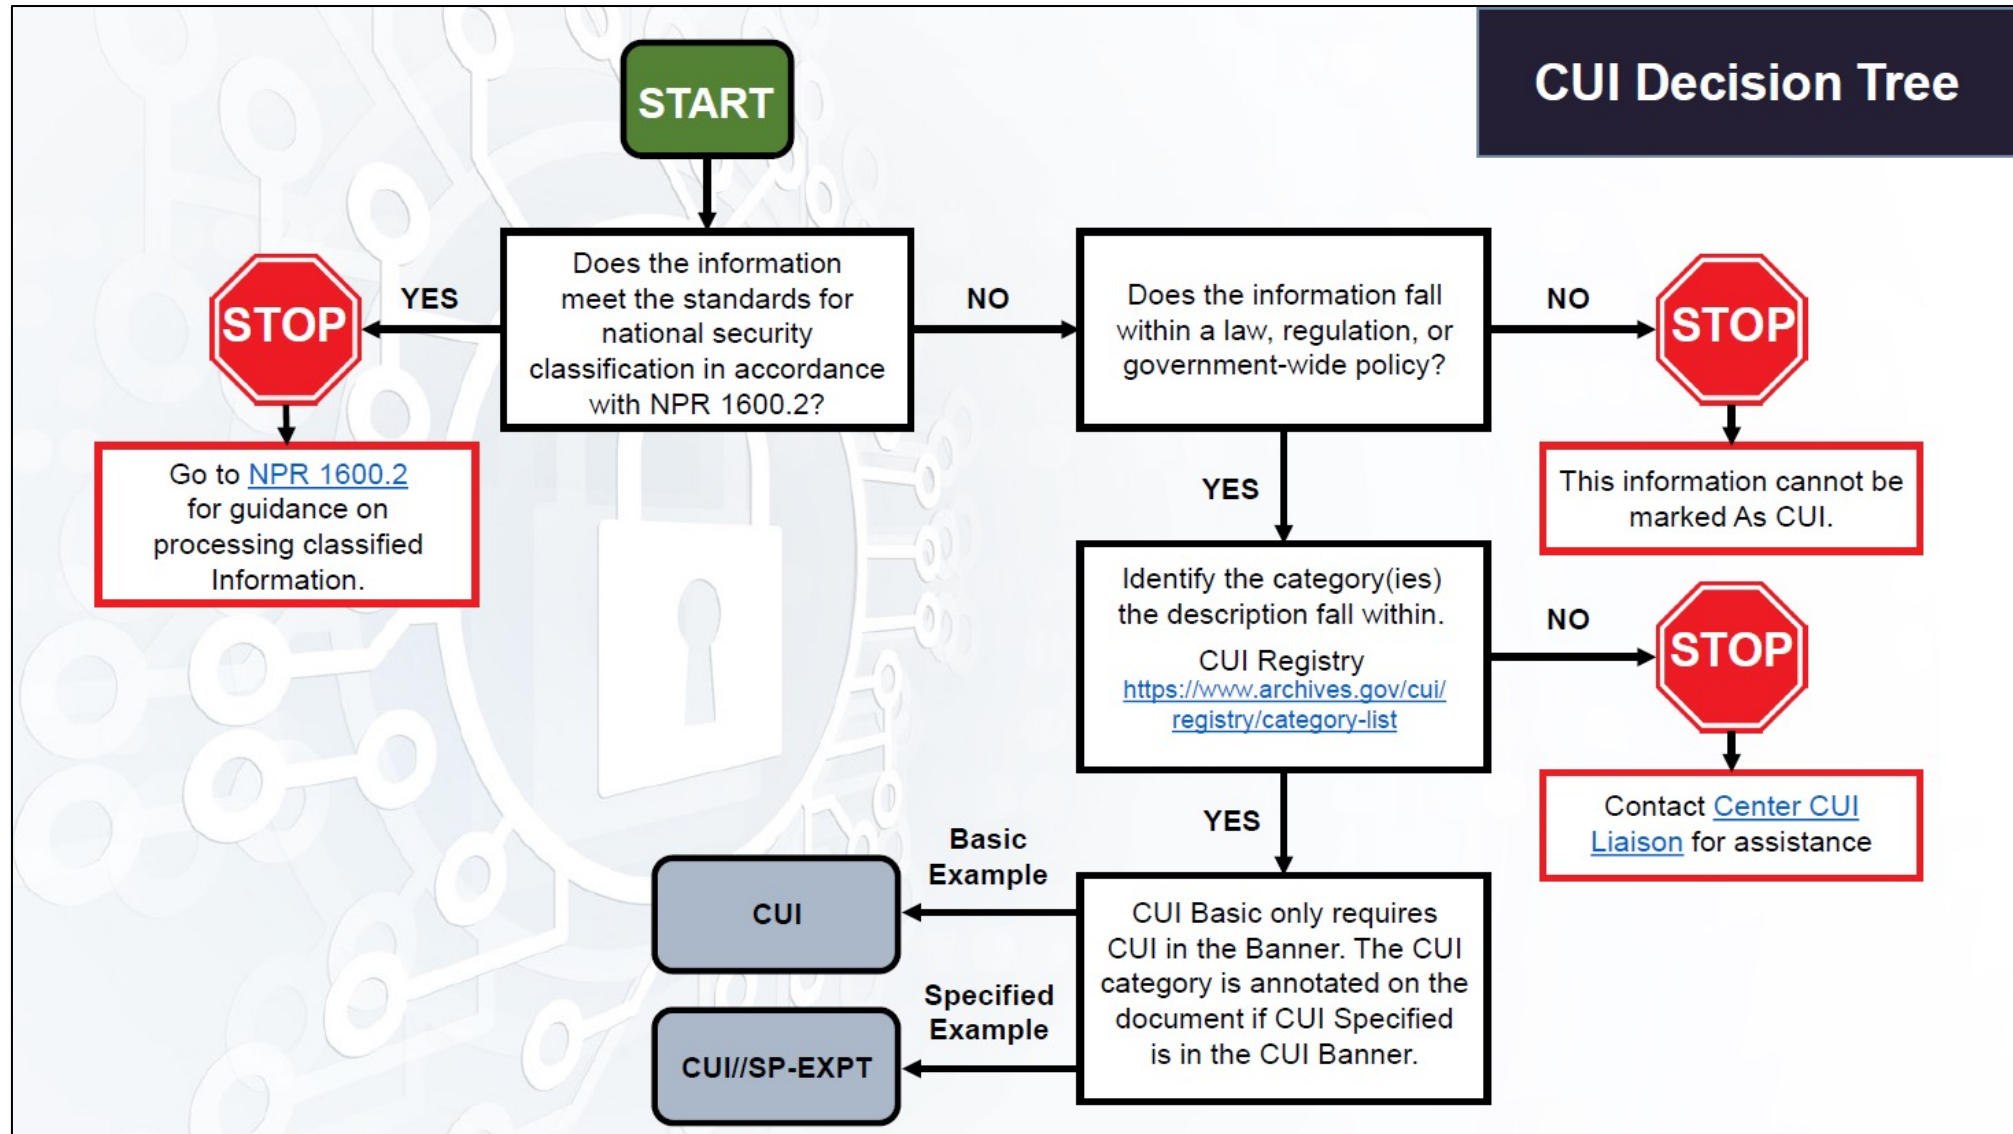 CUI Decision Tree
START
Does the information
meet the standards for
national security
classification in accordance
with NPR 1600.2?
YES
STOP
Go to NPR 1600.2
for guidance on
processing classified
Information.
NO
Does the information fall
within a law, regulation, or
government-wide policy?
NO
STOP
This information cannot be
marked As CUI.
YES
Identify the category(ies)
the description fall within.
CUI Registry
https://www.archives.gov/cui/
registry/category-list
NO
STOP
Contact Center CUI
Liaison for assistance
YES
CUI Basic only requires
CUI in the Banner. The CUI
category is annotated on the
document if CUI Specified
is in the CUI Banner.
Basic
Example
CUI
Specified
Example
CUI//SP-EXPT